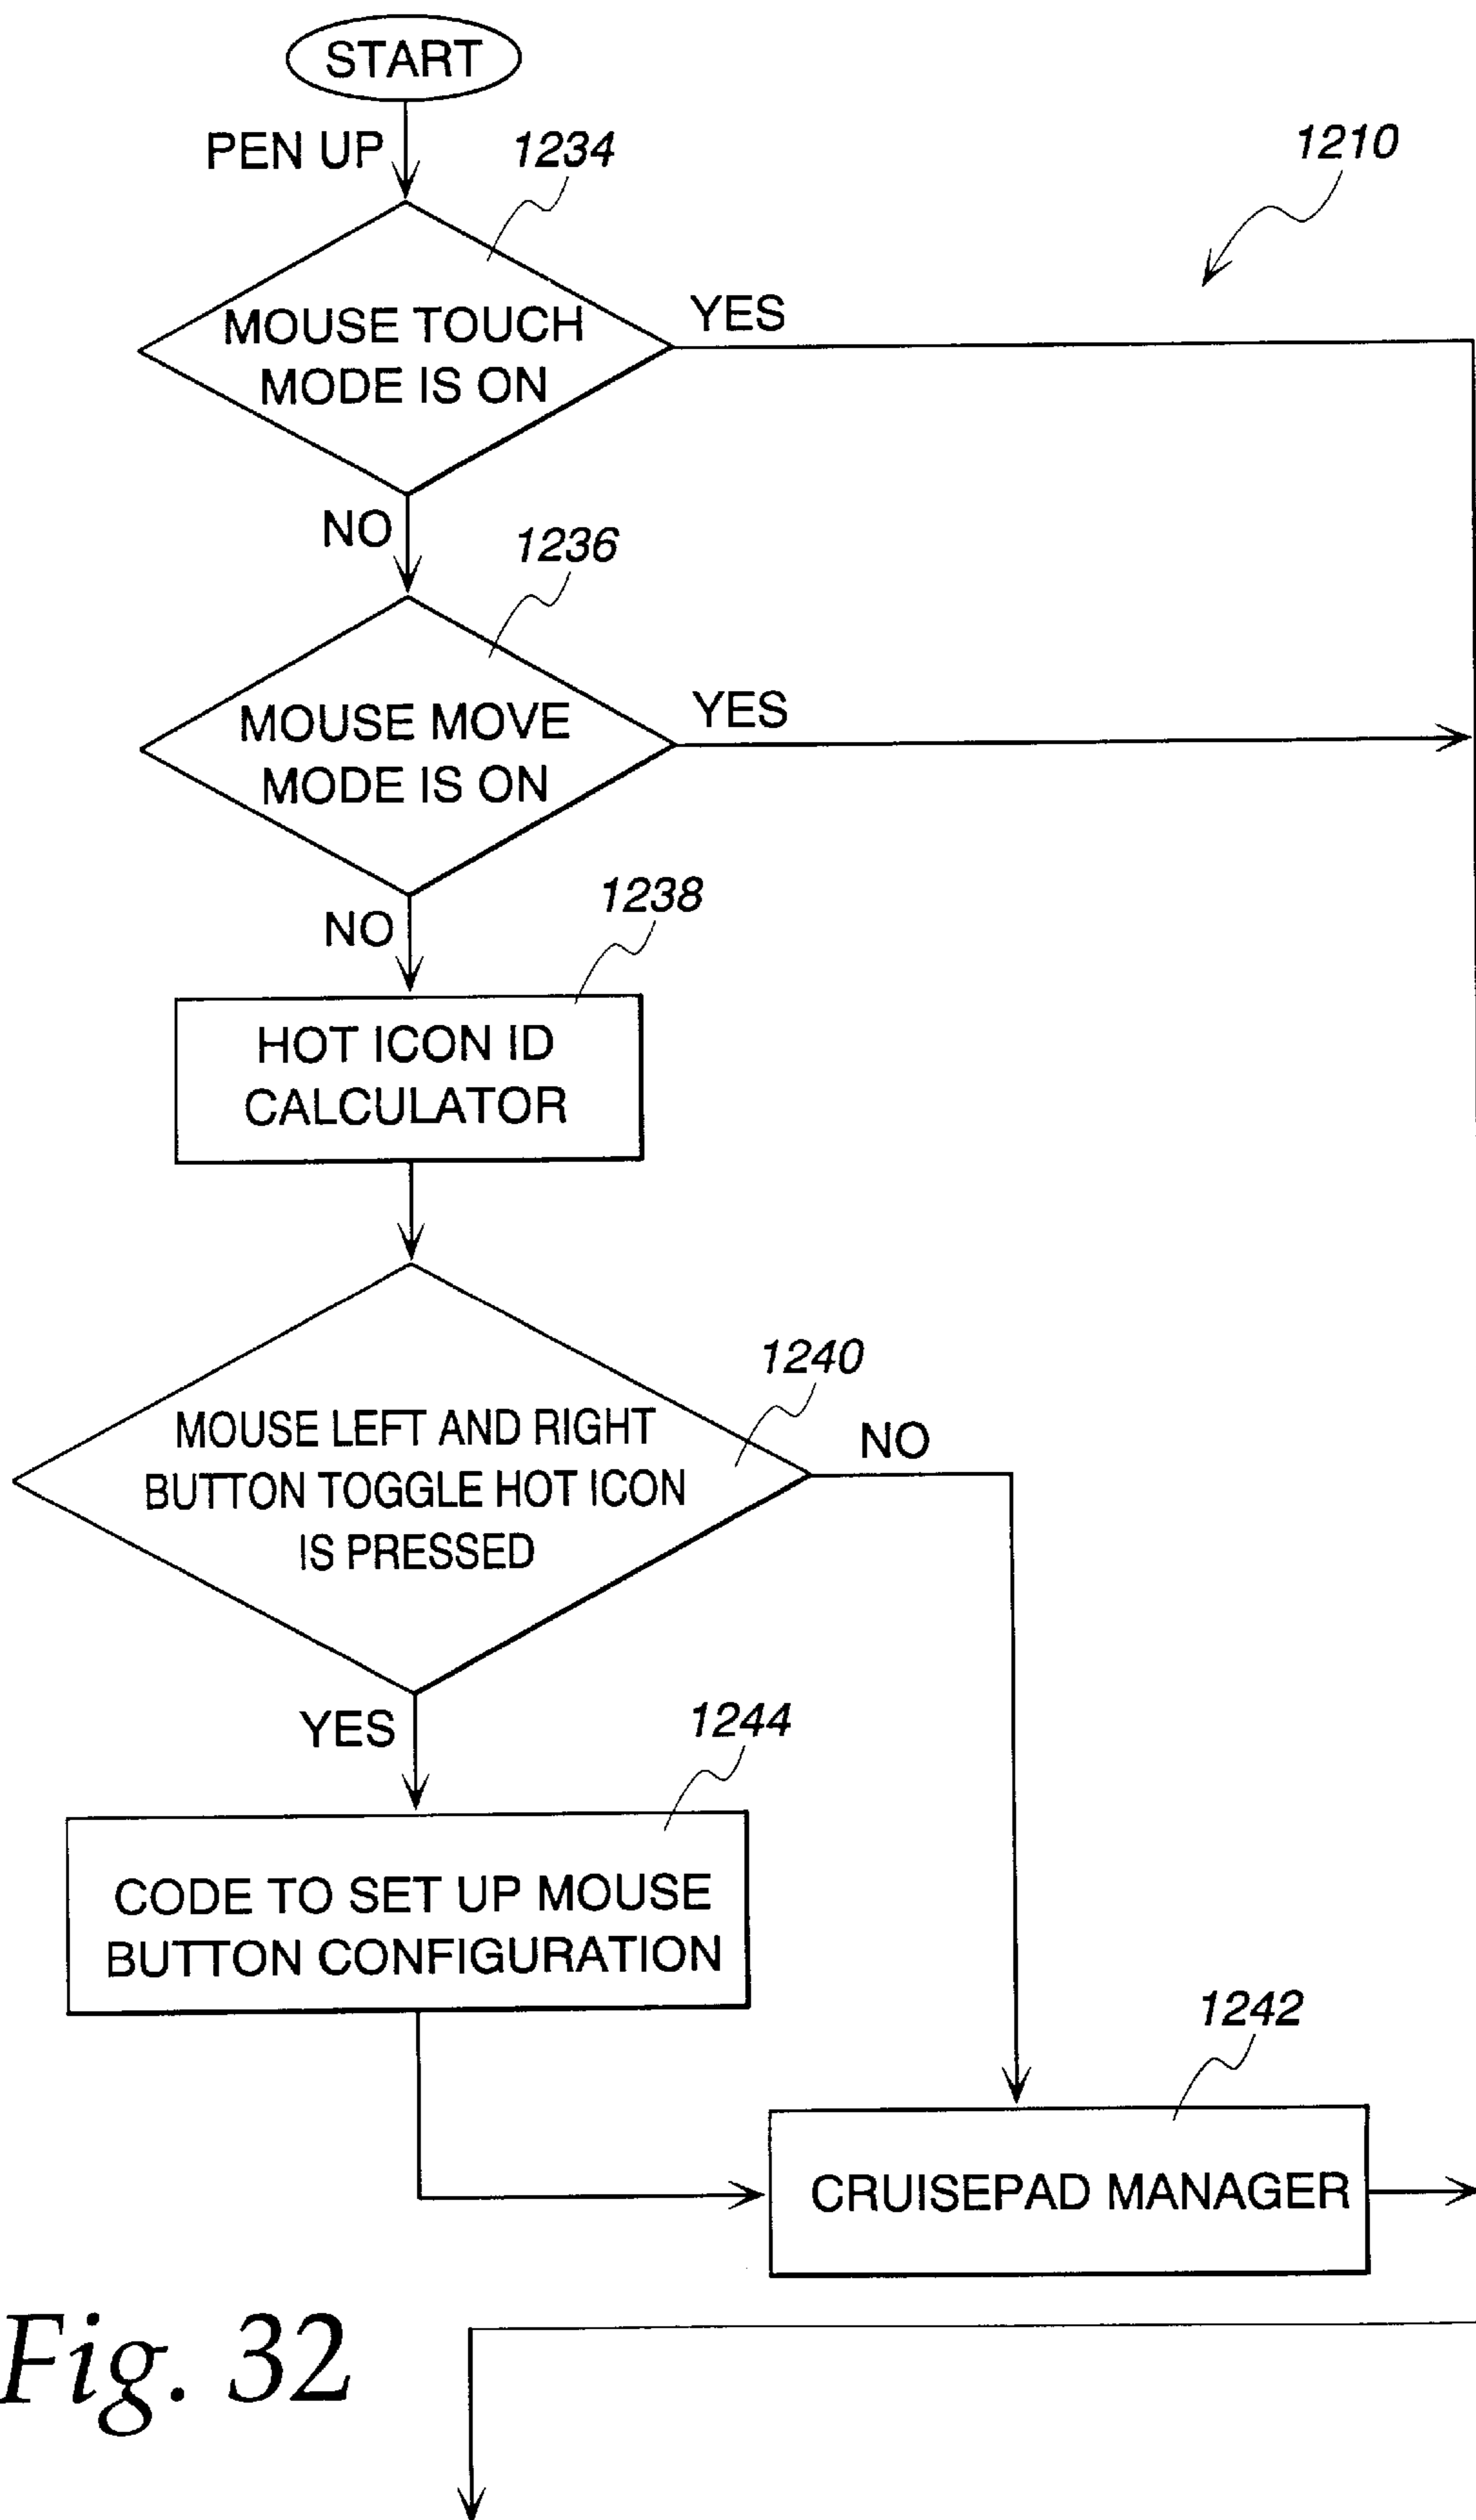 START
PEN UP
1234
1210
MOUSE TOUCH
MODE IS ON
YES
NO
1236
MOUSE MOVE
MODE IS ON
YES
NO
1238
HOT ICON ID
CALCULATOR
1240
MOUSE LEFT AND RIGHT
BUTTON TOGGLE HOT ICON
IS PRESSED
NO
YES
1244
CODE TO SET UP MOUSE
BUTTON CONFIGURATION
1242
CRUISEPAD MANAGER
Fig. 32